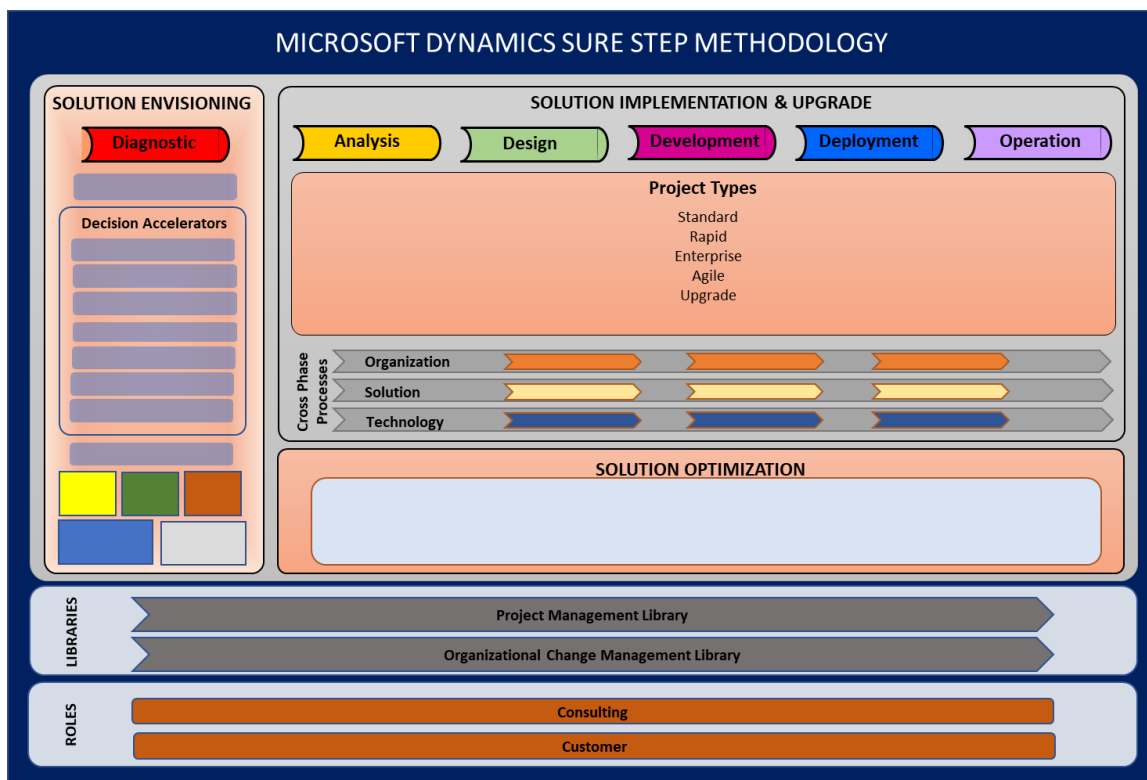 MICROSOFT DYNAMICS SURE STEP METHODOLOGY
SOLUTION ENVISIONING
Diagnostic
Decision Accelerators
SOLUTION IMPLEMENTATION & UPGRADE
Analysis
Design
Development
Deployment
Operation
Project Types
Standard
Rapid
Enterprise
Agile
Upgrade
Cross Phase
Processes
Organization
Solution
Technology
SOLUTION OPTIMIZATION
LIBRARIES
Project Management Library
Organizational Change Management Library
ROLES
Consulting
Customer